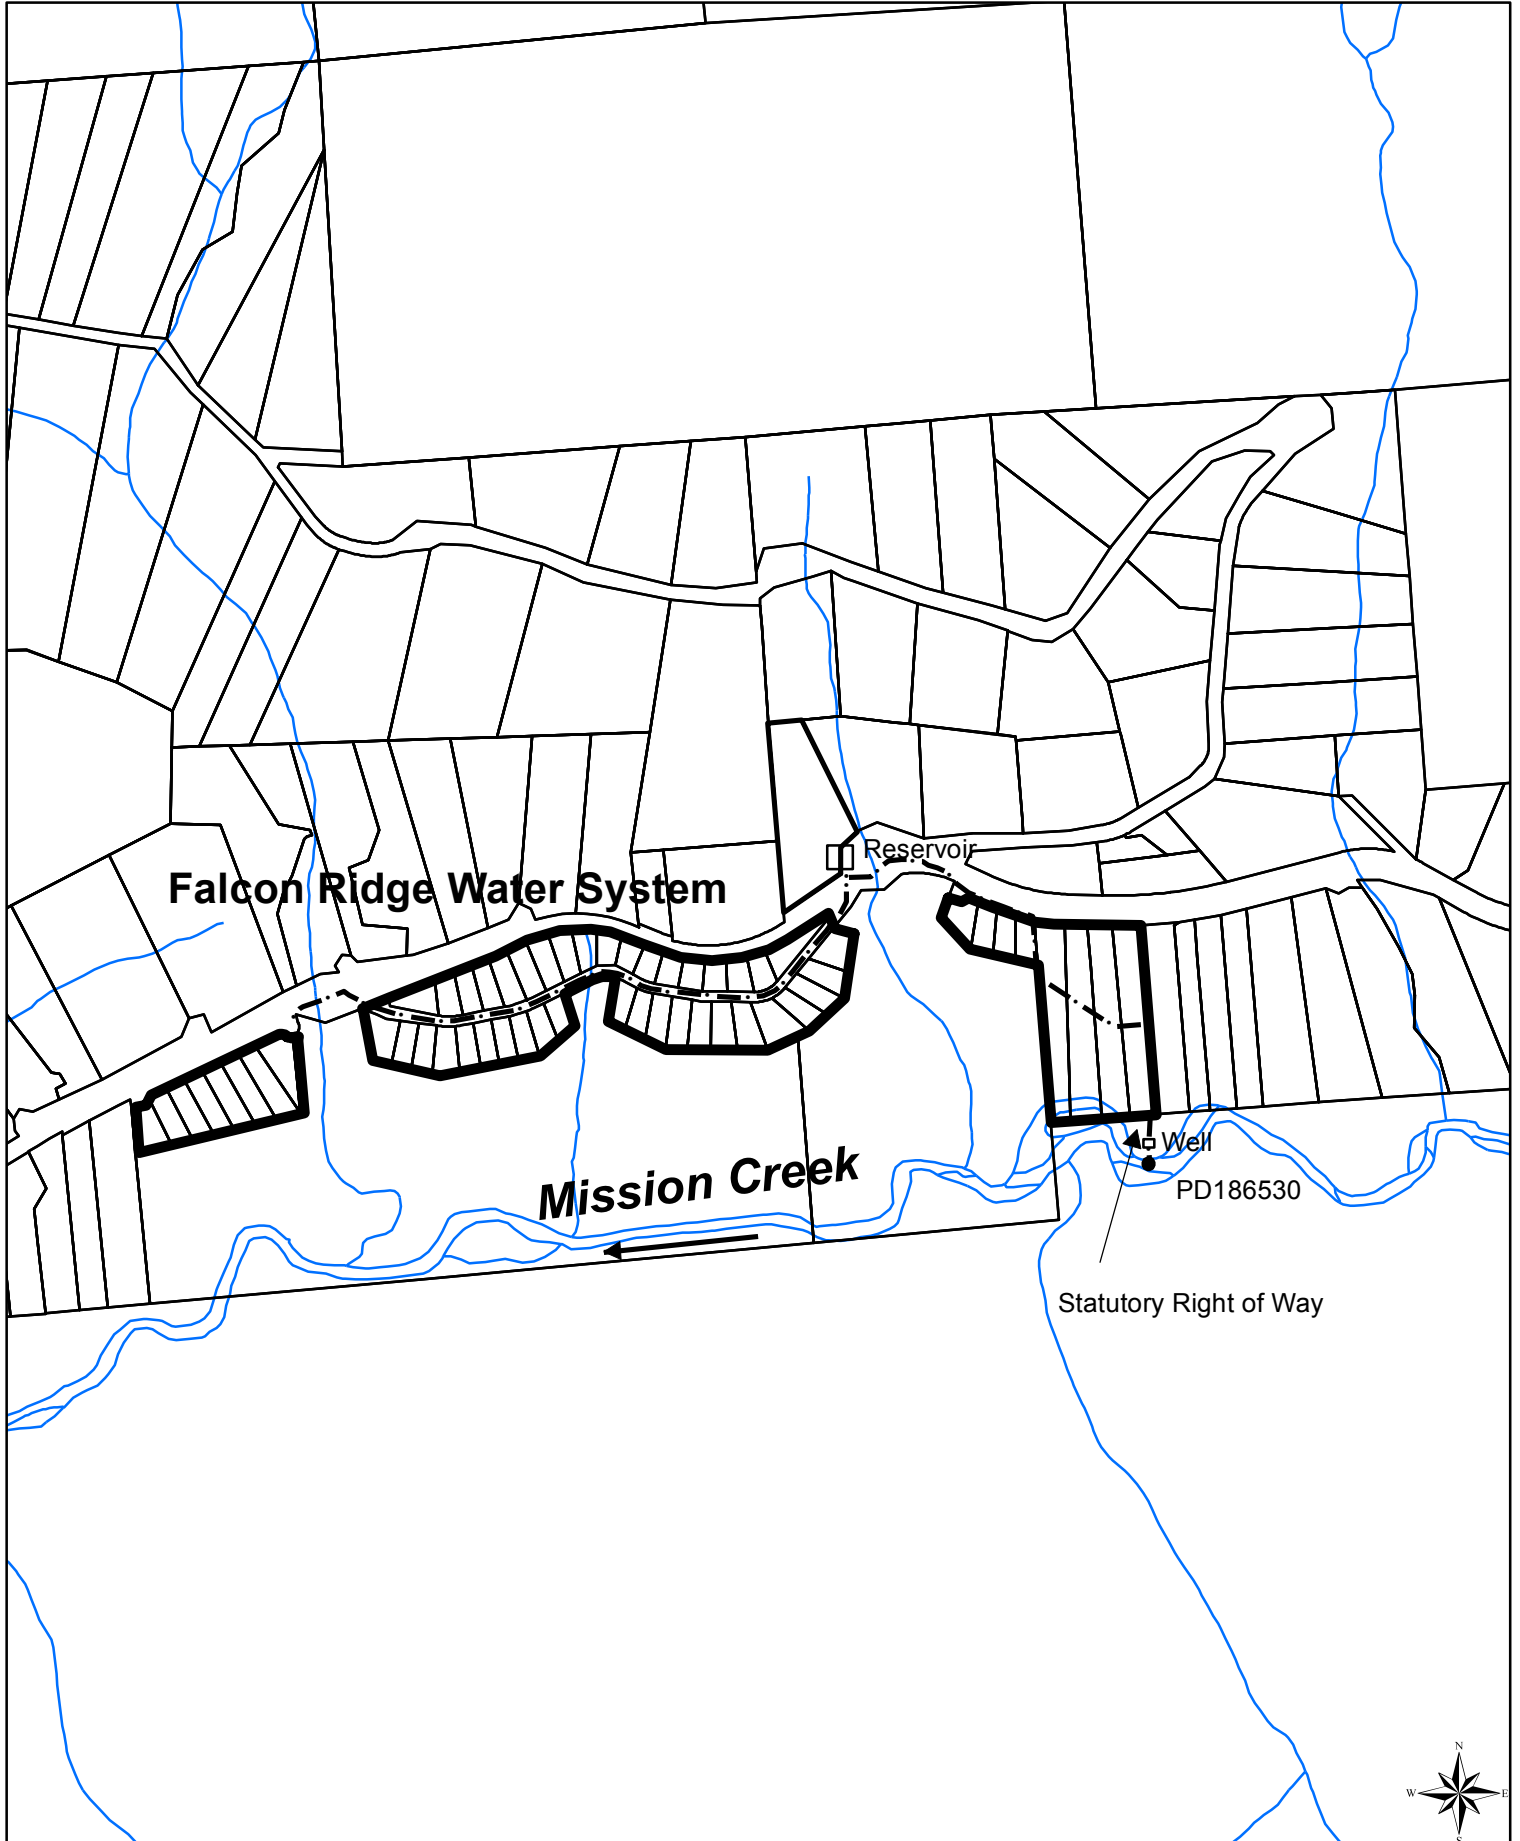 Reservoir
Falcon Ridge Water System
Well
Mission Creek
PD186530
Statutory Right of Way
N
W E
S